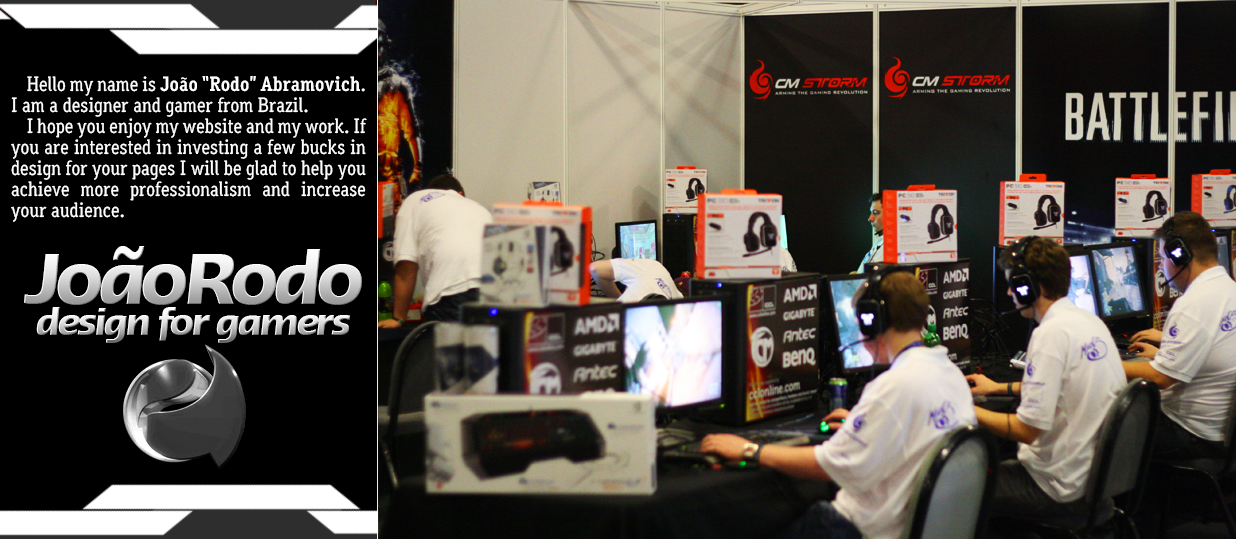 Hello my name is João "Rodo" Abramovich.
I am a designer and gamer from Brazil.
I hope you enjoy my website and my work. If
you are interested in investing a few bucks in
design for your pages I will be glad to help you
achieve more professionalism and increase
your audience.
JoãoRodo
design for gamers
CM STORM
ARMING THE GAMING REVOLUTION
CM STORM
ARMING THE GAMING REVOLUTION
BATTLEFI
AMD
GIGABYTE
Antec
BenQ
AMD
GIGABYTE
Antec
BenQ
AMD
GIGABYTE
Antec
BenQ